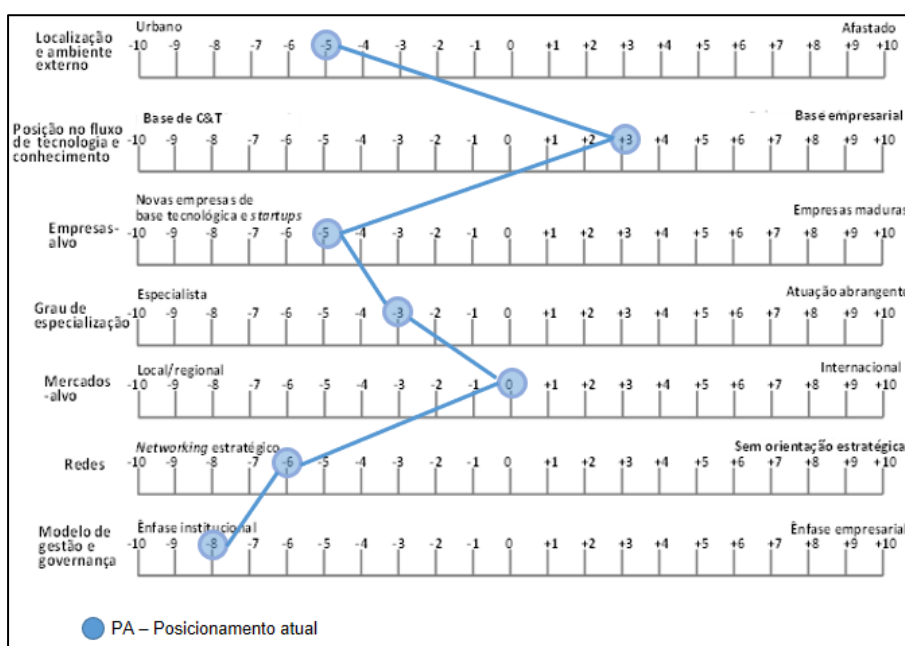 Localização
e ambiente
externo
Urbano
Afastado
-10 -9 -8 -7 -6 -5 -4 -3 -2 -1 0 +1 +2 +3 +4 +5 +6 +7 +8 +9 +10
Posição no fluxo
de tecnologia e
conhecimento
Base de C&T
Base empresarial
-10 -9 -8 -7 -6 -5 -4 -3 -2 -1 0 +1 +2 +3 +4 +5 +6 +7 +8 +9 +10
Empresas-
alvo
Novas empresas de
base tecnológica e startups
Empresas maduras
-10 -9 -8 -7 -6 -5 -4 -3 -2 -1 0 +1 +2 +3 +4 +5 +6 +7 +8 +9 +10
Grau de
especialização
Especialista
Atuação abrangente
-10 -9 -8 -7 -6 -5 -4 -3 -2 -1 0 +1 +2 +3 +4 +5 +6 +7 +8 +9 +10
Mercados
-alvo
Local/regional
Internacional
-10 -9 -8 -7 -6 -5 -4 -3 -2 -1 0 +1 +2 +3 +4 +5 +6 +7 +8 +9 +10
Redes
Networking estratégico
Sem orientação estratégica
-10 -9 -8 -7 -6 -5 -4 -3 -2 -1 0 +1 +2 +3 +4 +5 +6 +7 +8 +9 +10
Modelo de
gestão e
governança
Ênfase institucional
Ênfase empresarial
-10 -9 -8 -7 -6 -5 -4 -3 -2 -1 0 +1 +2 +3 +4 +5 +6 +7 +8 +9 +10
PA – Posicionamento atual